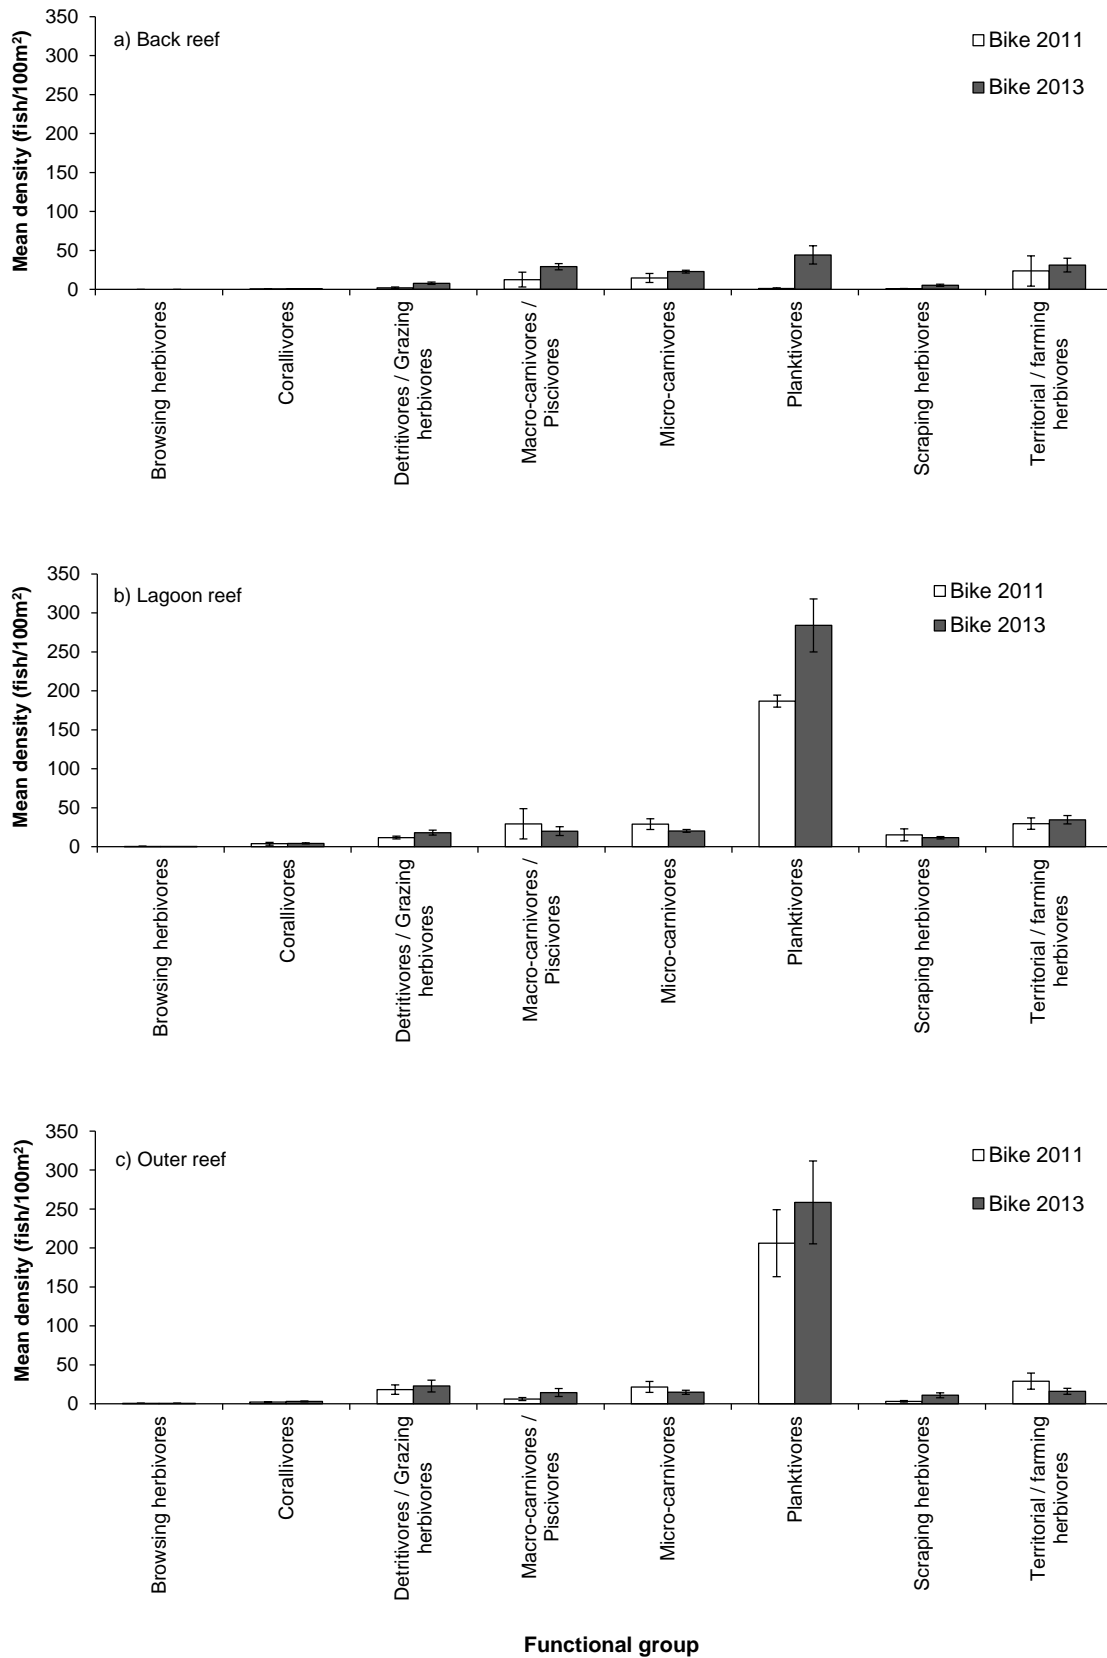 a) Back reef
Bike 2011
Bike 2013
Mean density (fish/100m²)
350
300
250
200
150
100
50
0
Browsing herbivores
Corallivores
Detritivores / Grazing
herbivores
Macro-carnivores /
Piscivores
Micro-carnivores
Planktivores
Scraping herbivores
Territorial / farming
herbivores
b) Lagoon reef
Bike 2011
Bike 2013
Mean density (fish/100m²)
350
300
250
200
150
100
50
0
Browsing herbivores
Corallivores
Detritivores / Grazing
herbivores
Macro-carnivores /
Piscivores
Micro-carnivores
Planktivores
Scraping herbivores
Territorial / farming
herbivores
c) Outer reef
Bike 2011
Bike 2013
Mean density (fish/100m²)
350
300
250
200
150
100
50
0
Browsing herbivores
Corallivores
Detritivores / Grazing
herbivores
Macro-carnivores /
Piscivores
Micro-carnivores
Planktivores
Scraping herbivores
Territorial / farming
herbivores
Functional group